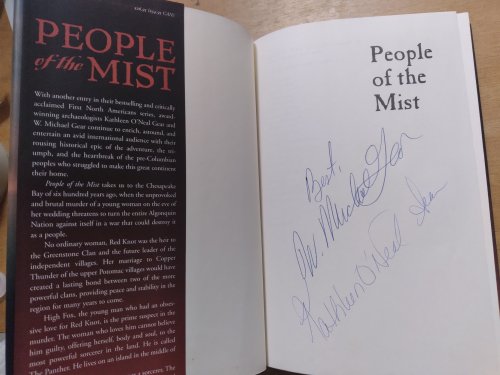 PEOPLE
of the MIST
With another entry in their bestselling and critically
acclaimed First North Americans series, award-
winning archaeologists Kathleen O'Neal Gear and
W. Michael Gear continue to enrich, astound, and
entertain an avid international audience with their
rousing historical epic of the adventure, the tri-
umph, and the heartbreak of the pre-Columbian
peoples who struggled to make this great continent
their home.
People of the Mist takes us to the Chesapeake
Bay of six hundred years ago, when the unprovoked
and brutal murder of a young woman on the eve of
her wedding threatens to turn the entire Algonquin
Nation against itself in a war that could destroy it
as a people.
No ordinary woman, Red Knot was the heir to
the Greenstone Clan and the future leader of the
independent villages. Her marriage to Copper
Thunder of the upper Potomac villages would have
created a lasting bond between two of the more
powerful clans, providing peace and stability in the
region for many years to come.
High Fox, the young man who had an obses-
sive love for Red Knot, is the prime suspect in the
murder. The woman who loves him cannot believe
him guilty, offering herself, body and soul, to the
most powerful sorcerer in the land. He is called
The Panther. He lives on an island in the middle of
sorcerer. The
People
of the
Mist
Best,
W. Michael Gear
Kathleen O'Neal Gear